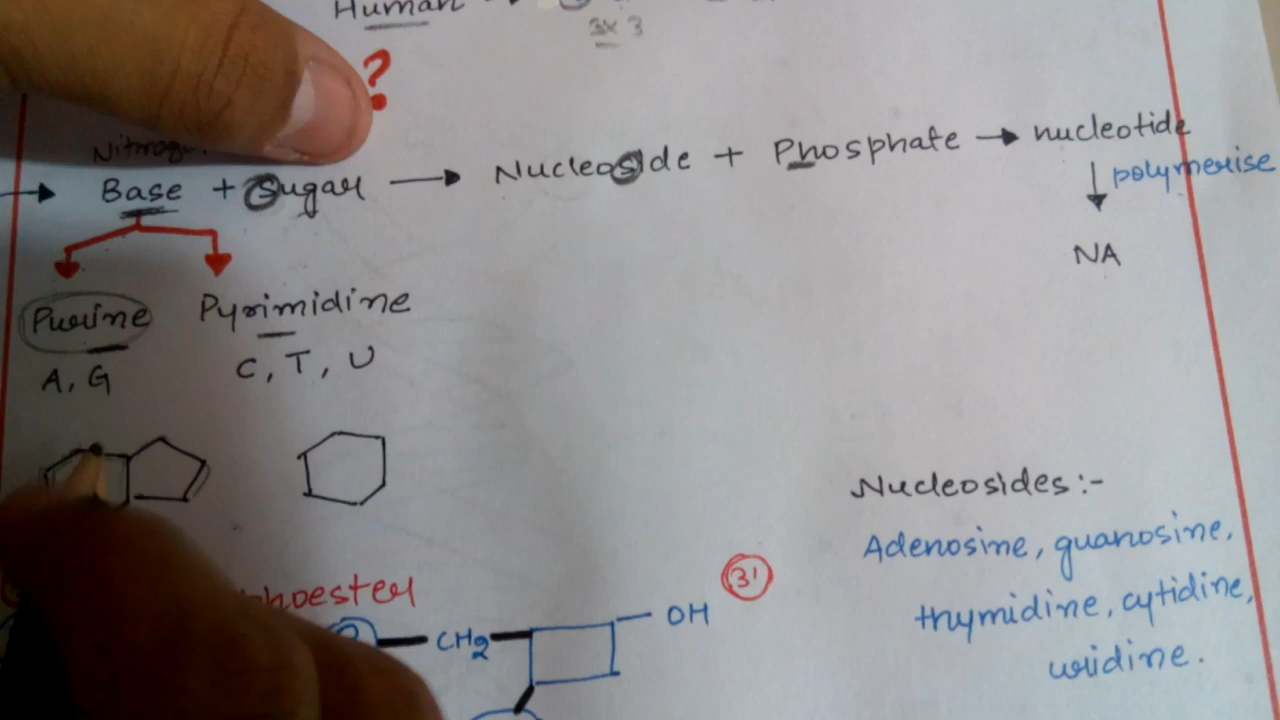 Human
3x3
?
Base + Sugar → Nucleoside + Phosphate → nucleotide
↓ polymerise
NA
Purine Pyrimidine
A, G C, T, U
Nucleosides:-
Adenosine, guanosine,
thymidine, cytidine,
uridine.
CH2 OH 3'